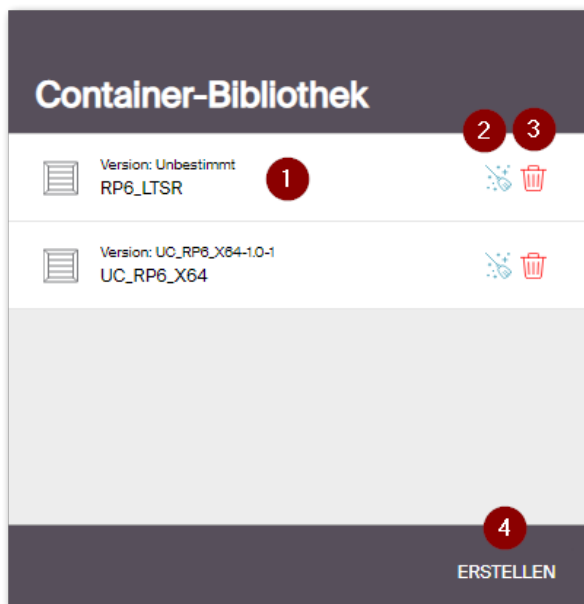 Container-Bibliothek
2 3
Version: Unbestimmt
RP6_LTSR
1
Version: UC_RP6_X64-1.0-1
UC_RP6_X64
4
ERSTELLEN